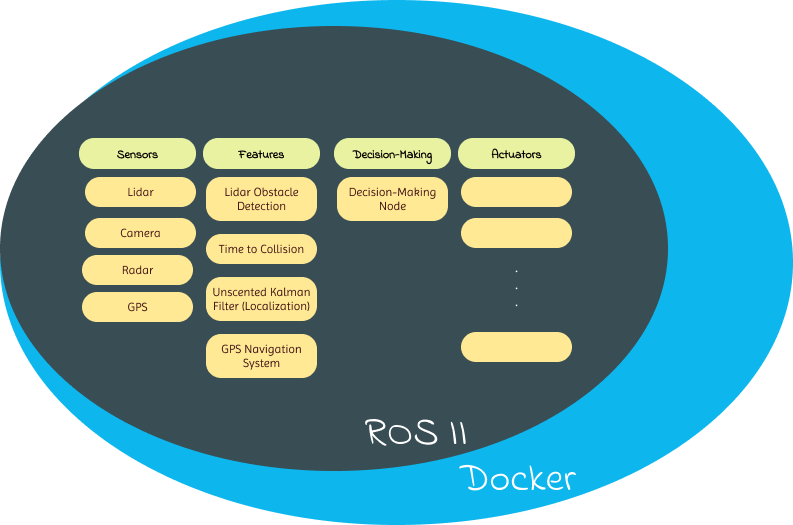 Sensors
Features
Decision-Making
Actuators
Lidar
Camera
Radar
GPS
Lidar Obstacle
Detection
Time to Collision
Unscented Kalman
Filter (Localization)
GPS Navigation
System
Decision-Making
Node
.
.
.
ROS II
Docker